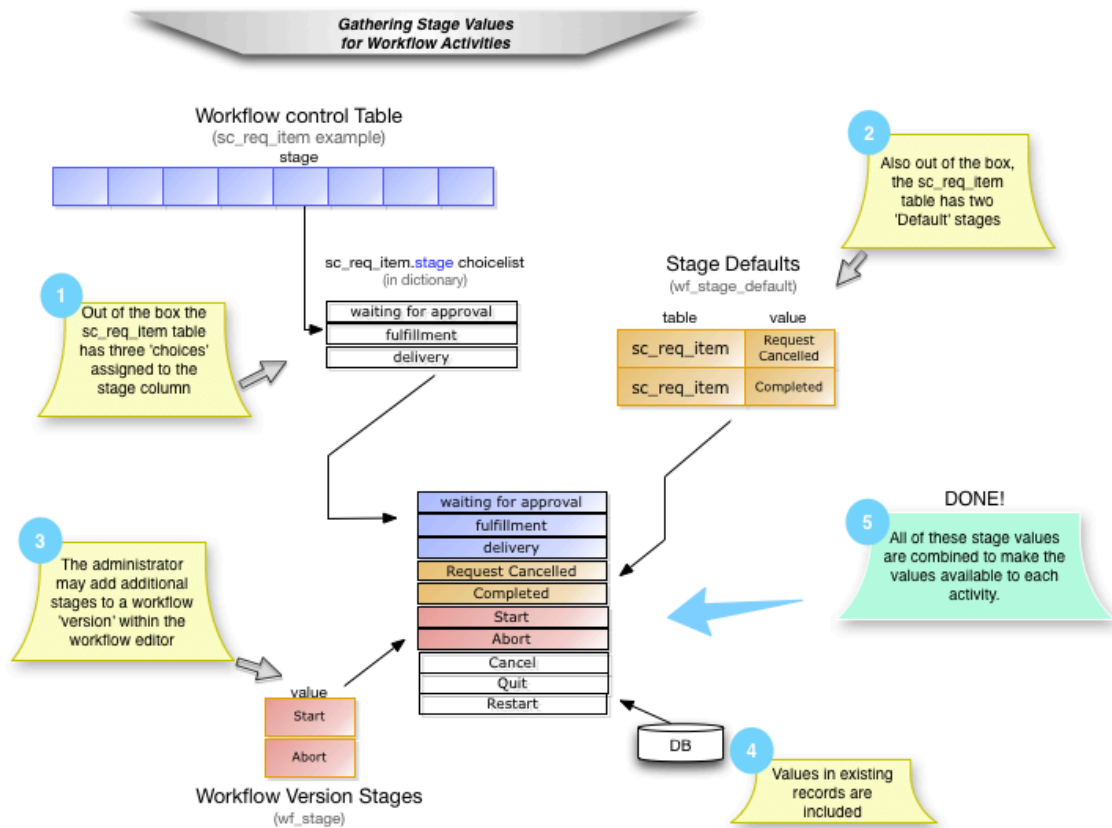 Gathering Stage Values
for Workflow Activities
Workflow control Table
(sc_req_item example)
stage
2
Also out of the box,
the sc_req_item
table has two
'Default' stages
sc_req_item.stage choicelist
(in dictionary)
waiting for approval
fulfillment
delivery
1
Out of the box the
sc_req_item table
has three 'choices'
assigned to the
stage column
Stage Defaults
(wf_stage_default)
table value
sc_req_item Request
Cancelled
sc_req_item Completed
waiting for approval
fulfillment
delivery
Request Cancelled
Completed
Start
Abort
Cancel
Quit
Restart
DONE!
5
All of these stage values
are combined to make the
values available to each
activity.
3
The administrator
may add additional
stages to a workflow
'version' within the
workflow editor
value
Start
Abort
Workflow Version Stages
(wf_stage)
DB
4
Values in existing
records are
included